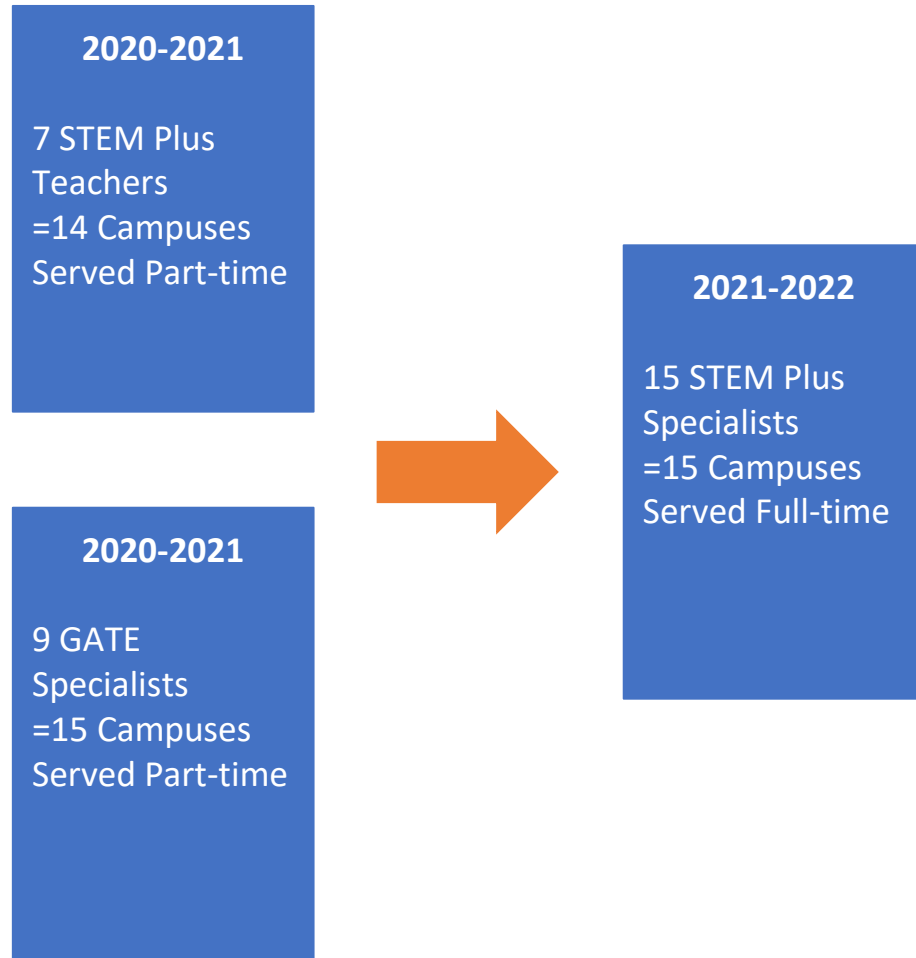 2020-2021
7 STEM Plus
Teachers
=14 Campuses
Served Part-time
2020-2021
9 GATE
Specialists
=15 Campuses
Served Part-time
2021-2022
15 STEM Plus
Specialists
=15 Campuses
Served Full-time